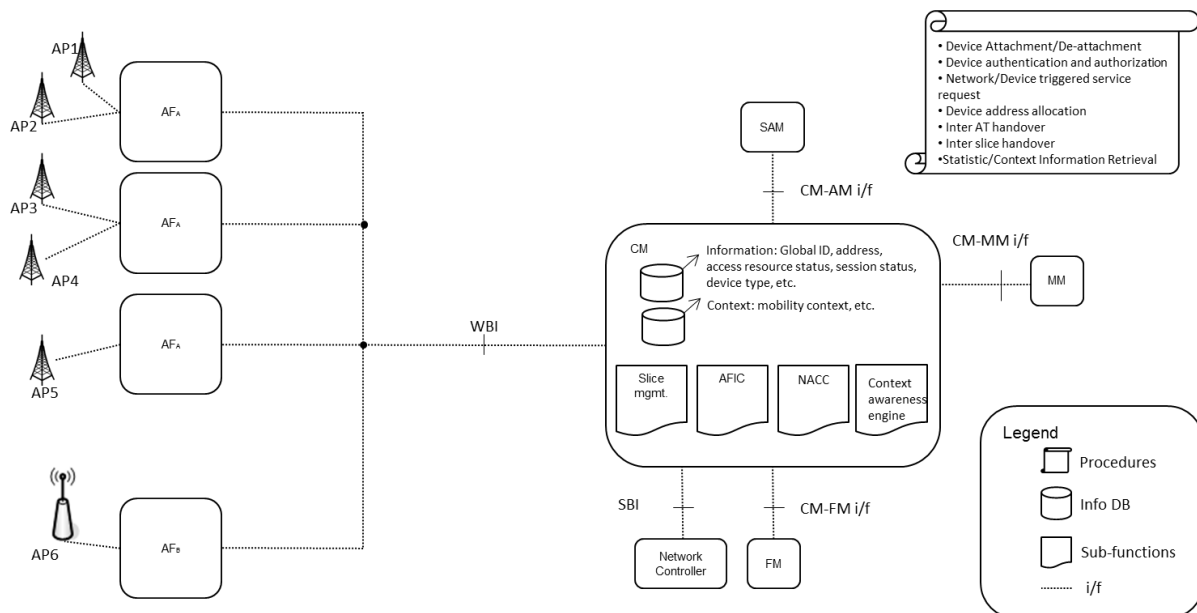 AP1
AP2
AFA
AP3
AP4
AFA
AP5
AFA
AP6
AFB
WBI
SAM
CM-AM i/f
• Device Attachment/De-attachment
• Device authentication and authorization
• Network/Device triggered service
request
• Device address allocation
• Inter AT handover
• Inter slice handover
•Statistic/Context Information Retrieval
CM
Information: Global ID, address,
access resource status, session status,
device type, etc.
Context: mobility context, etc.
Slice
mgmt.
AFIC
NACC
Context
awareness
engine
CM-MM i/f
MM
SBI
CM-FM i/f
Network
Controller
FM
Legend
Procedures
Info DB
Sub-functions
i/f